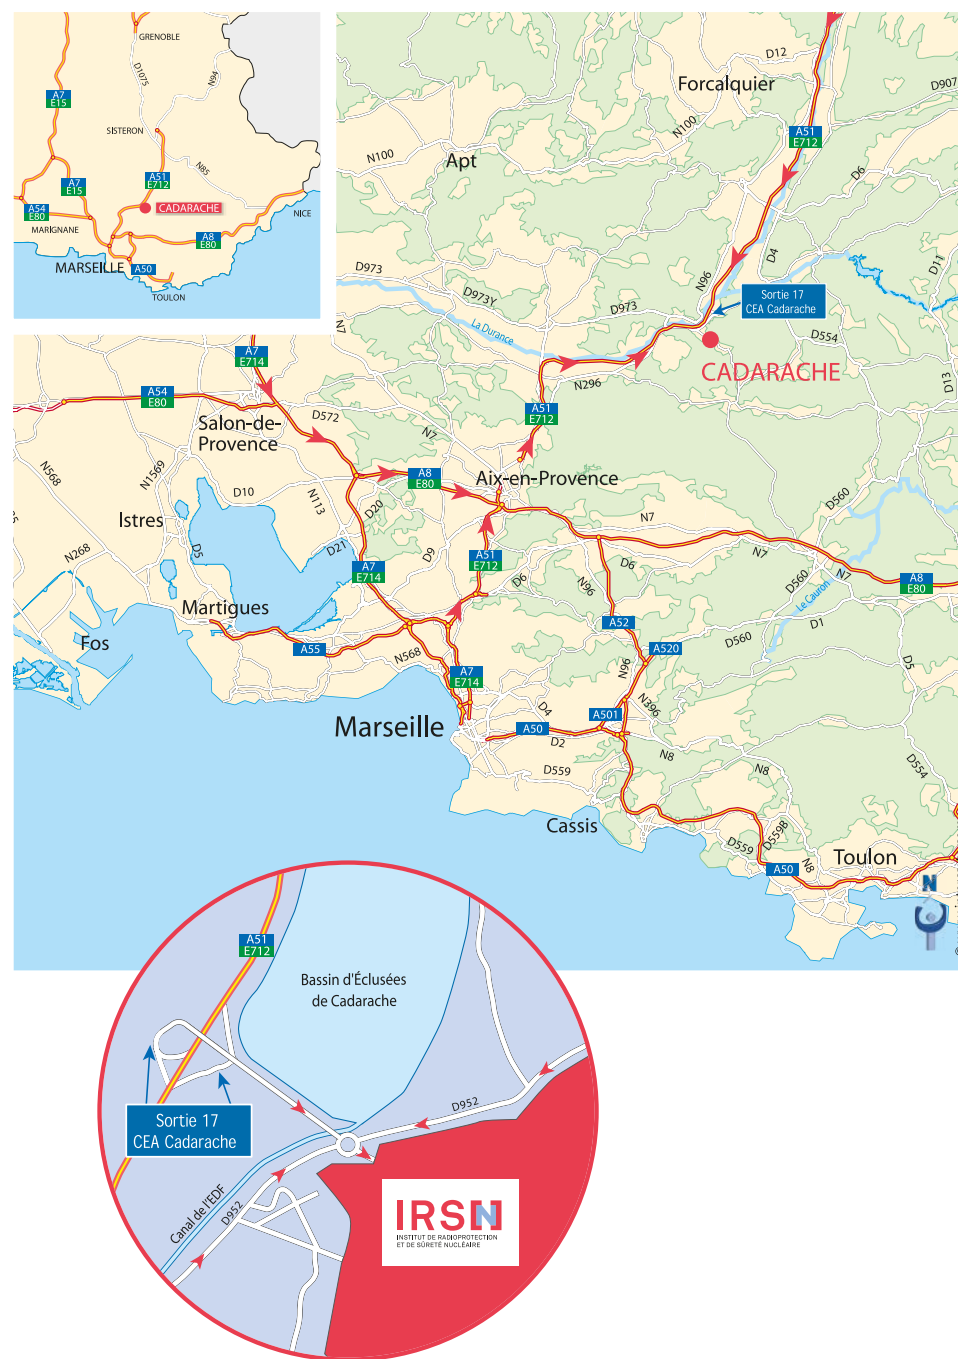 GRENOBLE
D1075
N94
A7
E15
SISTERON
N85
A7
E15
A51
E712
CADARACHE
A54
E80
MARIGNANE
NICE
A8
E80
MARSEILLE
A50
TOULON
D12
Forcalquier
D907
N100
A51
E712
N100
Apt
D6
D4
D11
N96
D973
D973Y
D973
Sortie 17
CEA Cadarache
N7
La Durance
D554
A7
E714
CADARACHE
N296
D13
A54
E80
A51
E712
D572
Salon-de-
Provence
N7
N568
N1569
A8
E80
Aix-en-Provence
D10
N113
D20
D560
Istres
N7
D21
D9
N7
N268
D5
A51
E712
D6
D6
A7
E714
N96
D560
N7
A8
E80
Le Cauron
Martigues
A52
D1
Fos
A55
N568
D560
A520
N96
D5
A7
E714
N396
D4
A501
Marseille
A50
D2
N8
D554
D559
N8
Cassis
D559
D559B
N8
Toulon
A50
N
A51
E712
Bassin d'Éclusées
de Cadarache
D952
Sortie 17
CEA Cadarache
Canal de l'EDF
D952
IRSN
INSTITUT DE RADIOPROTECTION
ET DE SÛRETÉ NUCLÉAIRE